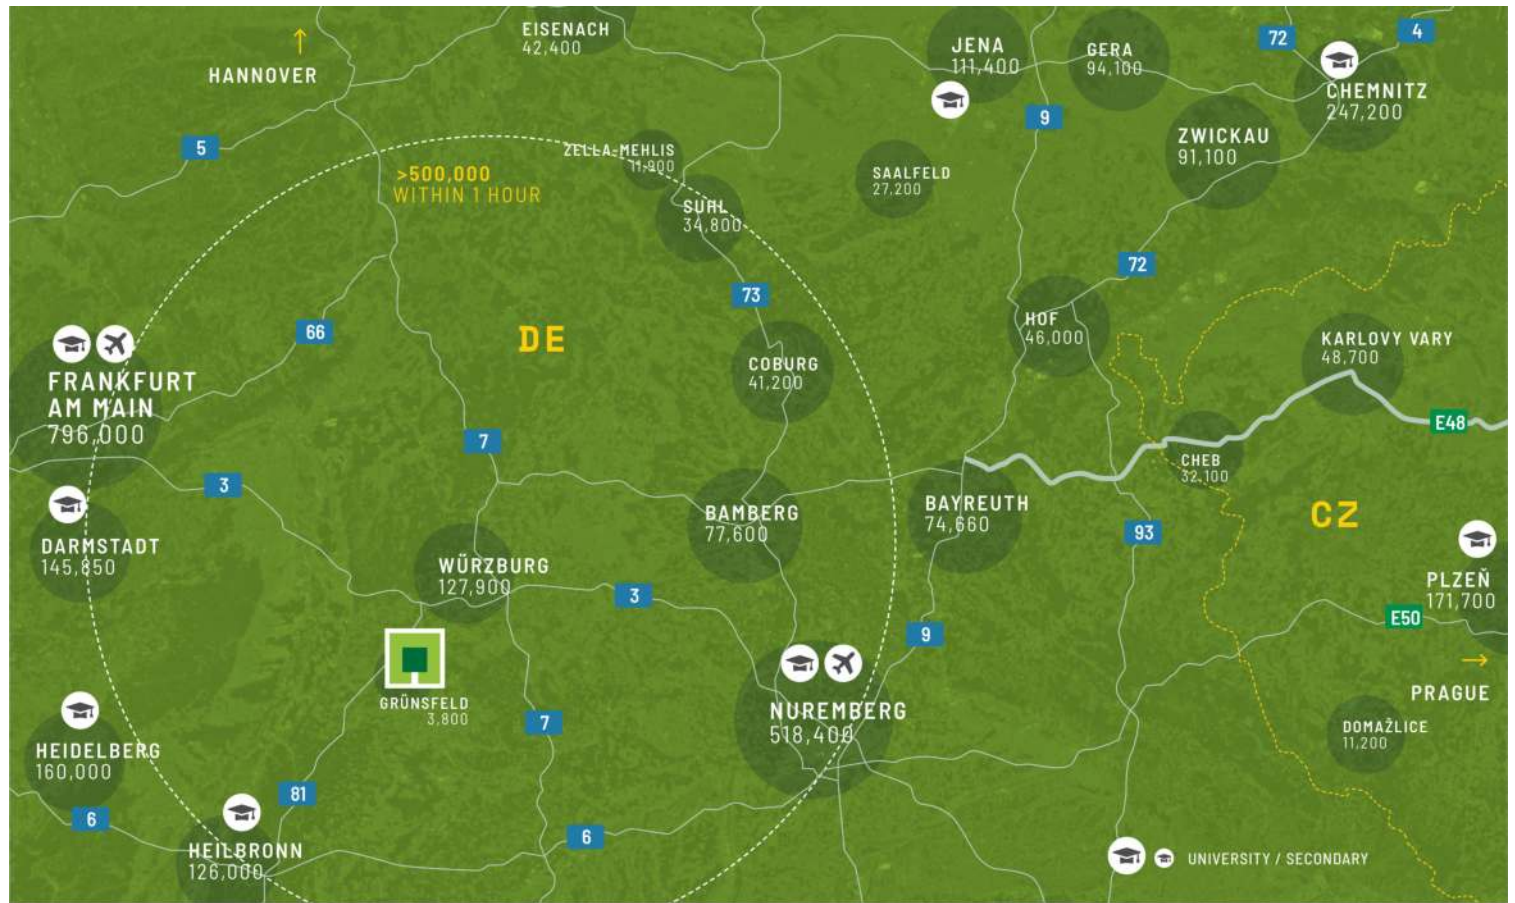 EISENACH
42,400
HANNOVER
JENA
111,400
GERA
94,100
72
4
CHEMNITZ
247,200
5
9
ZWICKAU
91,100
ZELLA-MEHLIS
11,900
>500,000
WITHIN 1 HOUR
SAALFELD
27,200
SUHL
34,800
72
73
66
DE
HOF
46,000
KARLOVY VARY
48,700
COBURG
41,200
FRANKFURT
AM MAIN
796,000
7
E48
CHEB
32,100
3
BAMBERG
77,600
BAYREUTH
74,660
CZ
93
DARMSTADT
145,850
WÜRZBURG
127,900
PLZEŇ
171,700
3
E50
9
GRÜNSFELD
3,800
PRAGUE
NUREMBERG
518,400
7
DOMAŽLICE
11,200
HEIDELBERG
160,000
81
6
6
HEILBRONN
126,000
UNIVERSITY / SECONDARY